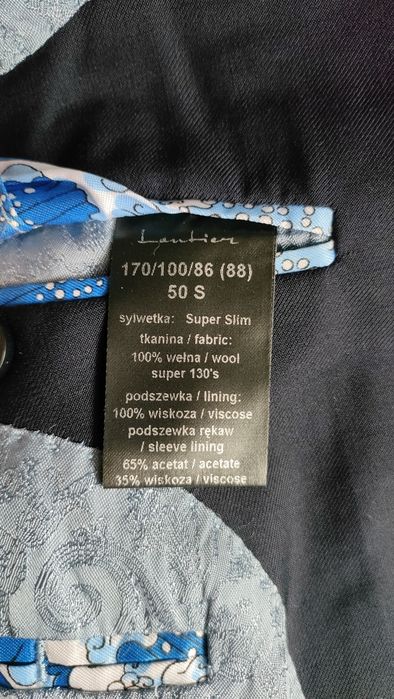 Lantier
170/100/86 (88)
50 S
sylwetka: Super Slim
tkanina / fabric:
100% wełna / wool
super 130's
podszewka / lining:
100% wiskoza / viscose
podszewka rękaw
/ sleeve lining
65% acetat / acetate
35% wiskoza / viscose